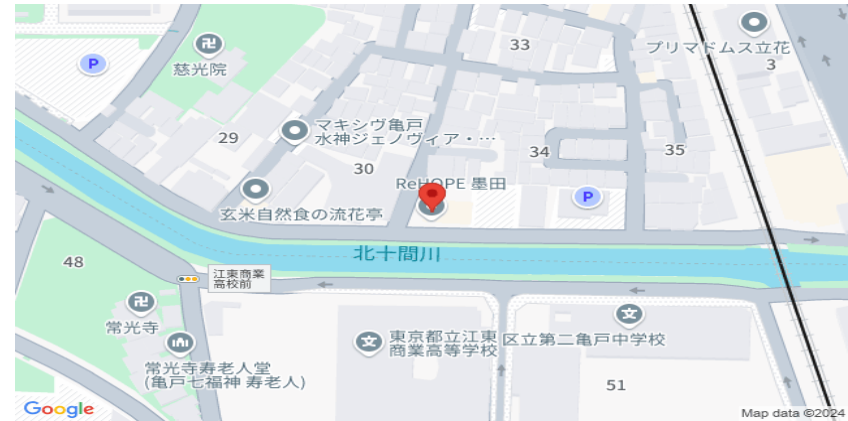 33
プリマドムス立花
3
P
慈光院
マキシヴ亀戸
水神ジェノヴィア・…
29
34
35
30
ReHOPE 墨田
P
玄米自然食の流花亭
北十間川
48
江東商業
高校前
常光寺
東京都立江東
商業高等学校
区立第二亀戸中学校
常光寺寿老人堂
(亀戸七福神 寿老人)
51
Google
Map data ©2024